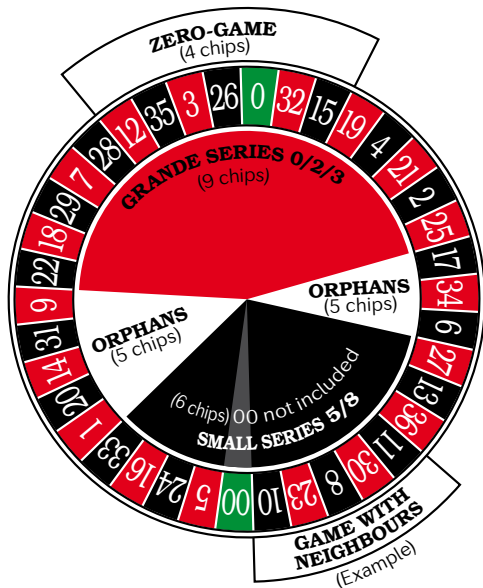 ZERO-GAME
(4 chips)
0 32 15 19 4 21 2 25 17 34 6 27 13 36 11 30 8 23 10 00 5 24 16 33 1 20 14 31 9 22 18 29 7 28 12 35 3 26
GRANDE SERIES 0/2/3
(9 chips)
ORPHANS
(5 chips)
ORPHANS
(5 chips)
(6 chips) 00 not included
SMALL SERIES 5/8
GAME WITH
NEIGHBOURS
(Example)